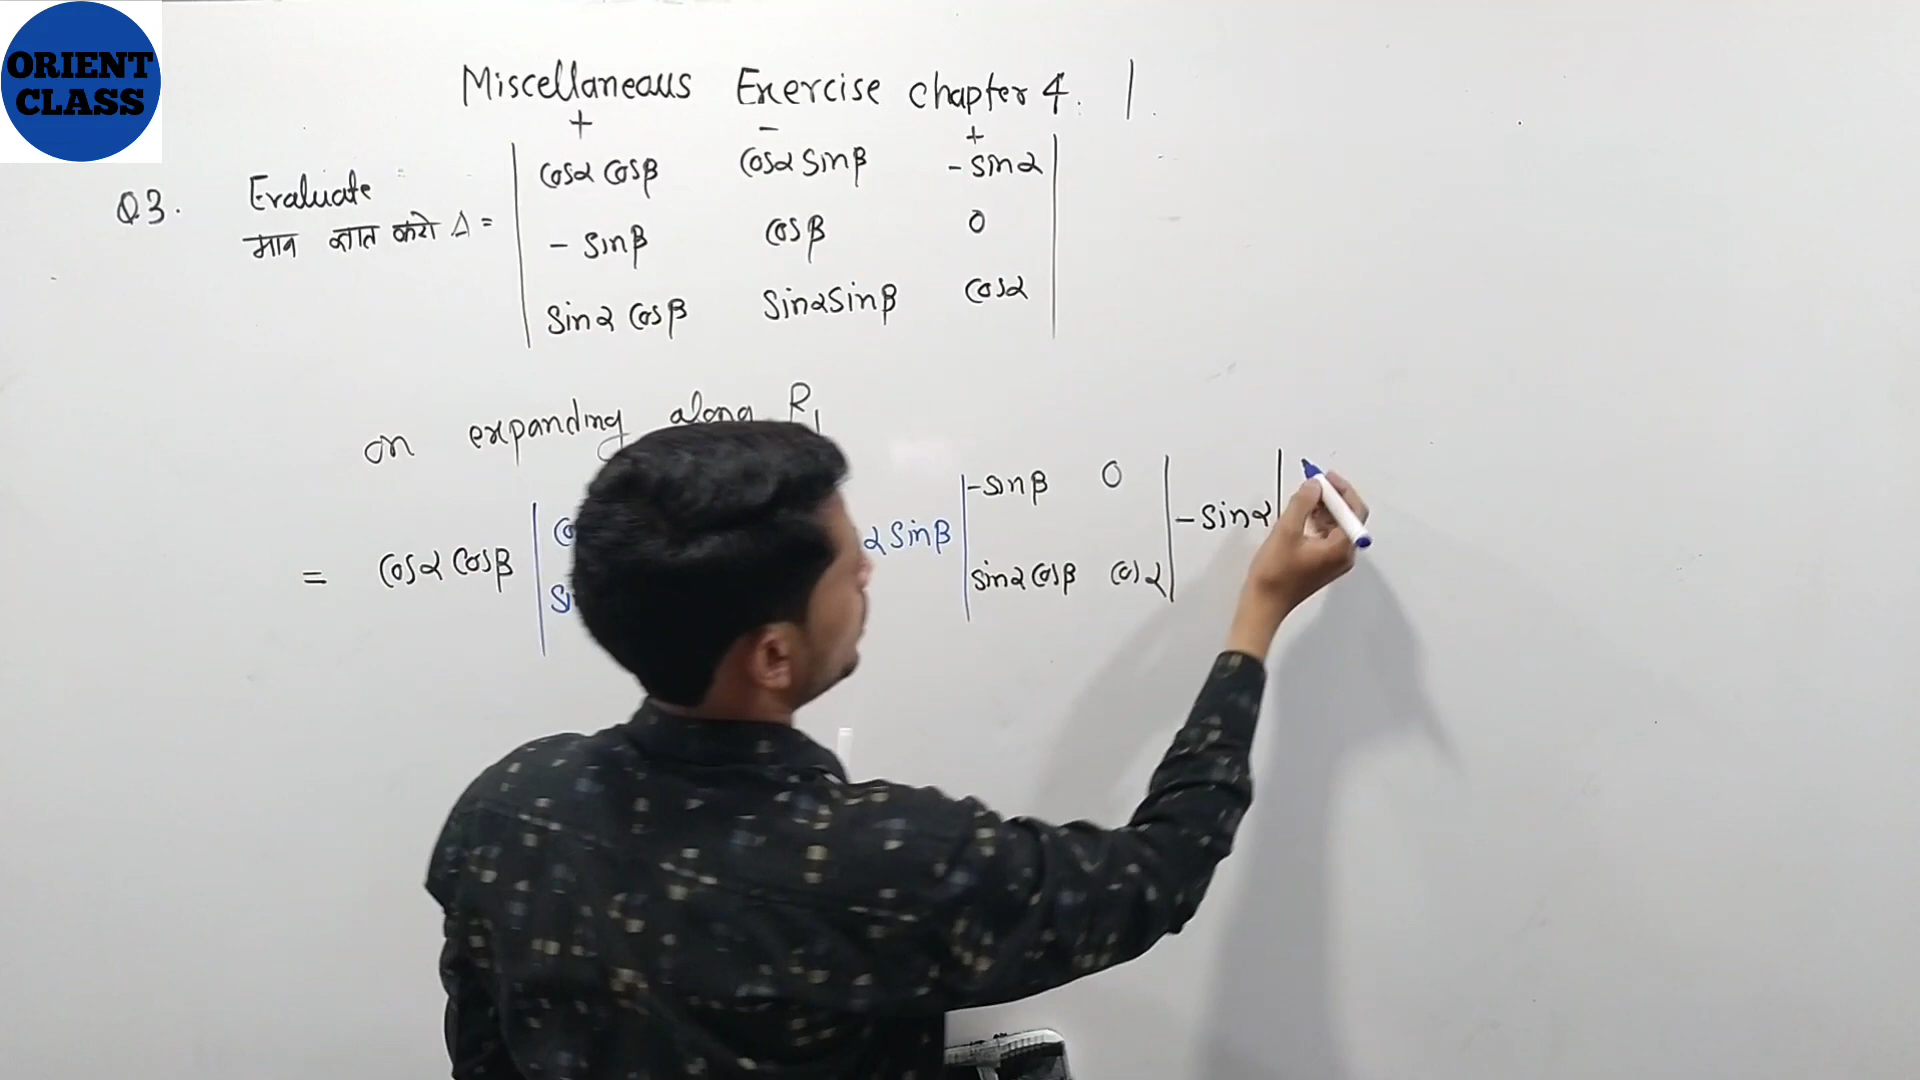 ORIENT
CLASS
Miscellaneous Exercise chapter 4. |
+ - +
cosα cosβ cosα sinβ - sinα
Q3. Evaluate
मान ज्ञात करो Δ =
- sinβ cosβ 0
sinα cosβ sinα sinβ cosα
on expanding along R1
= cosα cosβ α sinβ -sinβ 0 - sinα
sinα cosβ cosα